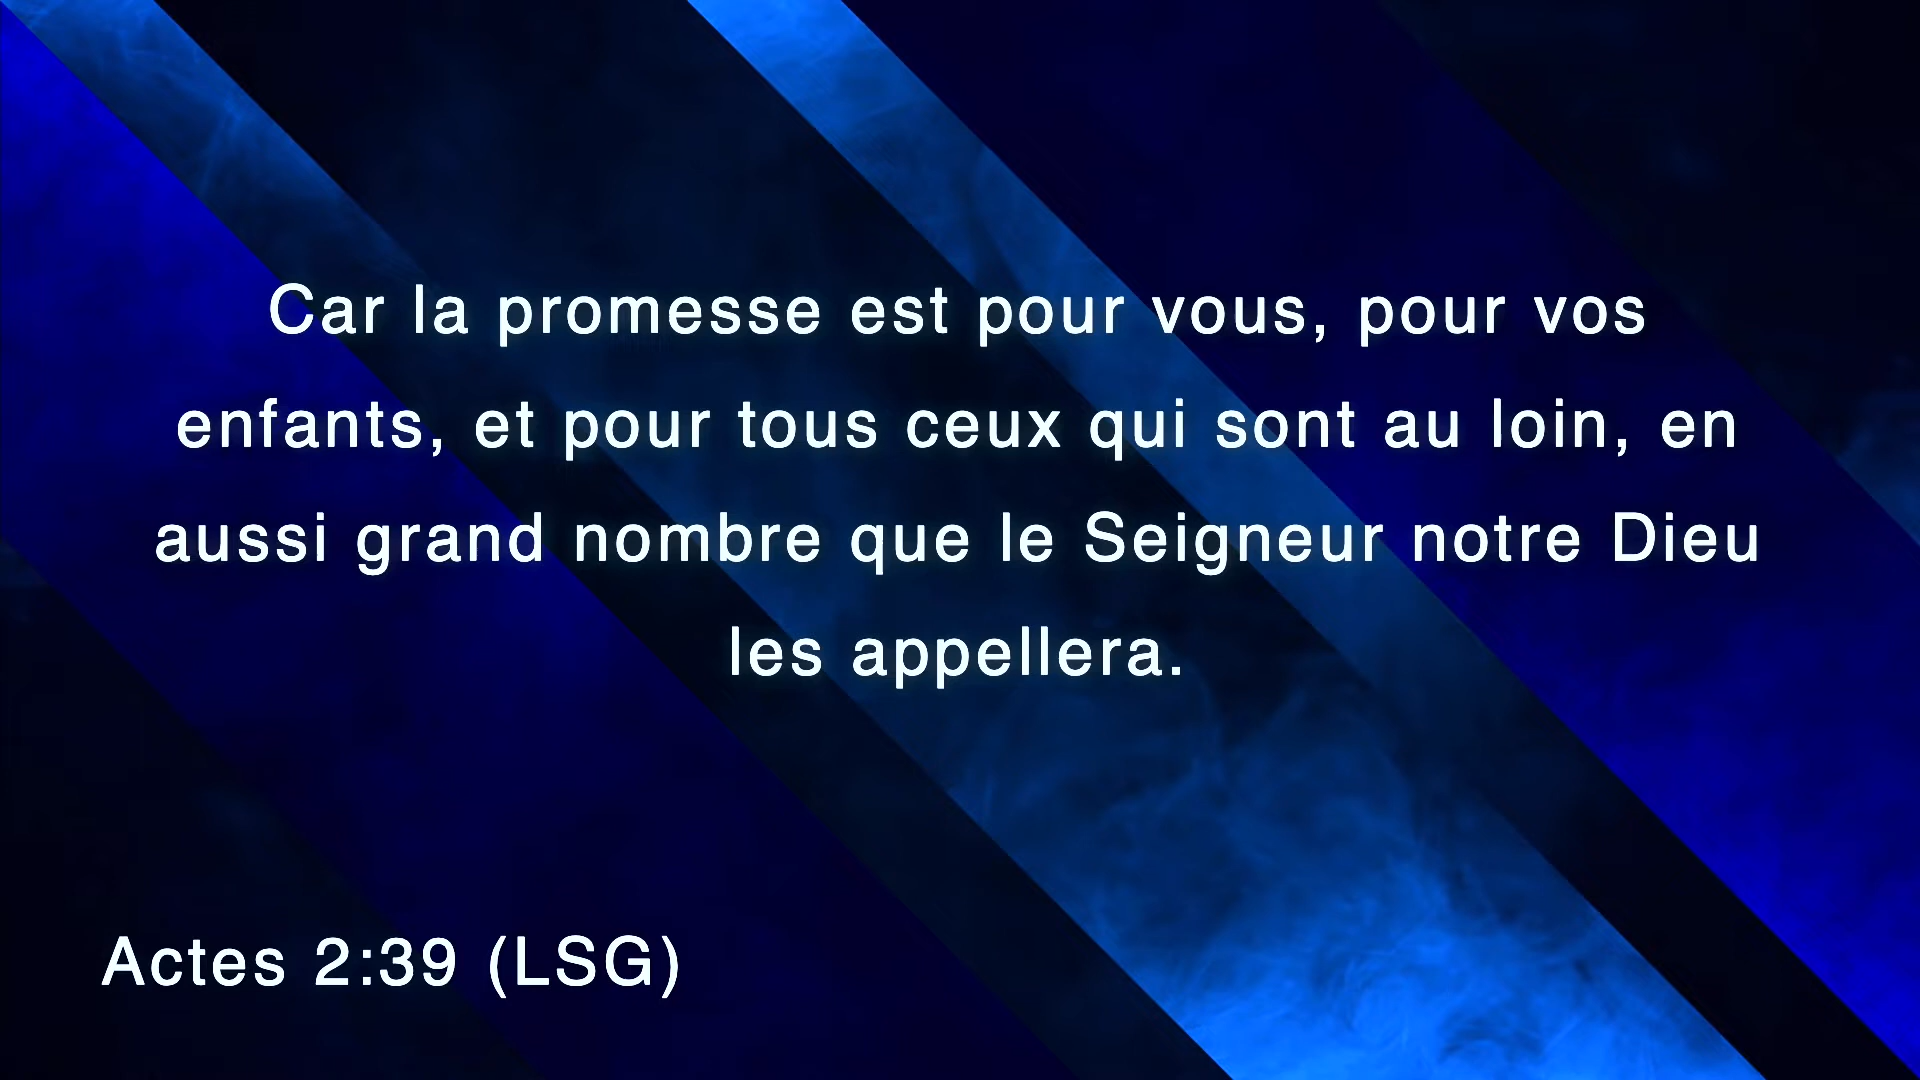 Car la promesse est pour vous, pour vos
enfants, et pour tous ceux qui sont au loin, en
aussi grand nombre que le Seigneur notre Dieu
les appellera.
Actes 2:39 (LSG)